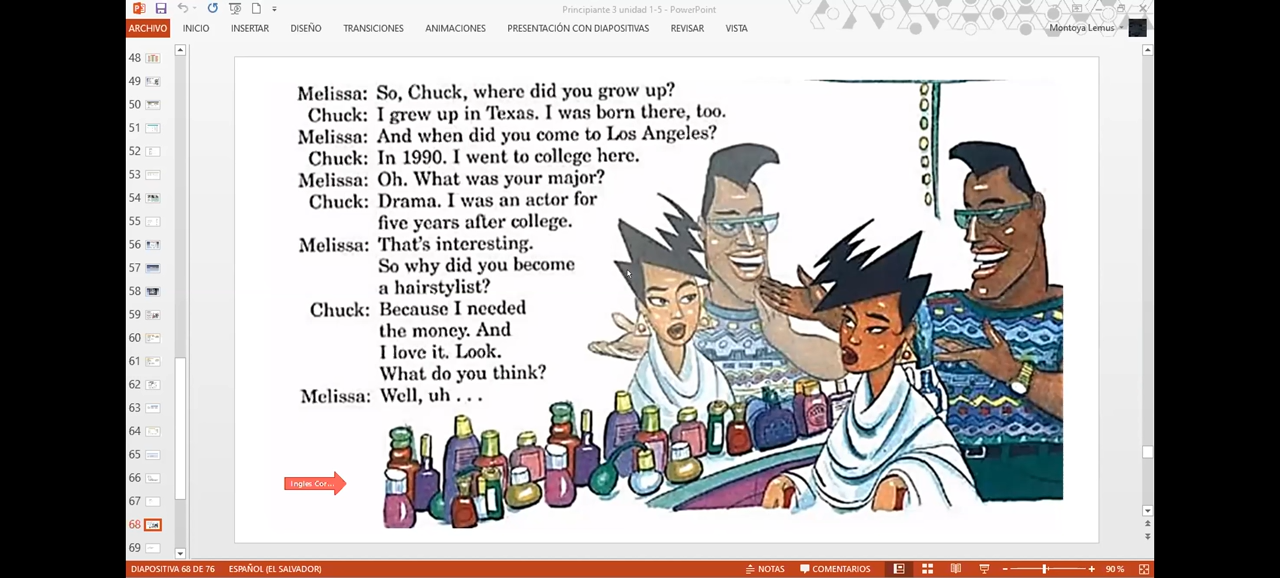 Principiante 3 unidad 1-5 - PowerPoint
ARCHIVO INICIO INSERTAR DISEÑO TRANSICIONES ANIMACIONES PRESENTACIÓN CON DIAPOSITIVAS REVISAR VISTA Montoya Lemus
48
49
50
51
52
53
54
55
56
57
58
59
60
61
62
63
64
65
66
67
68
69
Melissa: So, Chuck, where did you grow up?
Chuck: I grew up in Texas. I was born there, too.
Melissa: And when did you come to Los Angeles?
Chuck: In 1990. I went to college here.
Melissa: Oh. What was your major?
Chuck: Drama. I was an actor for
five years after college.
Melissa: That's interesting.
So why did you become
a hairstylist?
Chuck: Because I needed
the money. And
I love it. Look.
What do you think?
Melissa: Well, uh . . .
Ingles Cor...
DIAPOSITIVA 68 DE 76 ESPAÑOL (EL SALVADOR) NOTAS COMENTARIOS 90 %